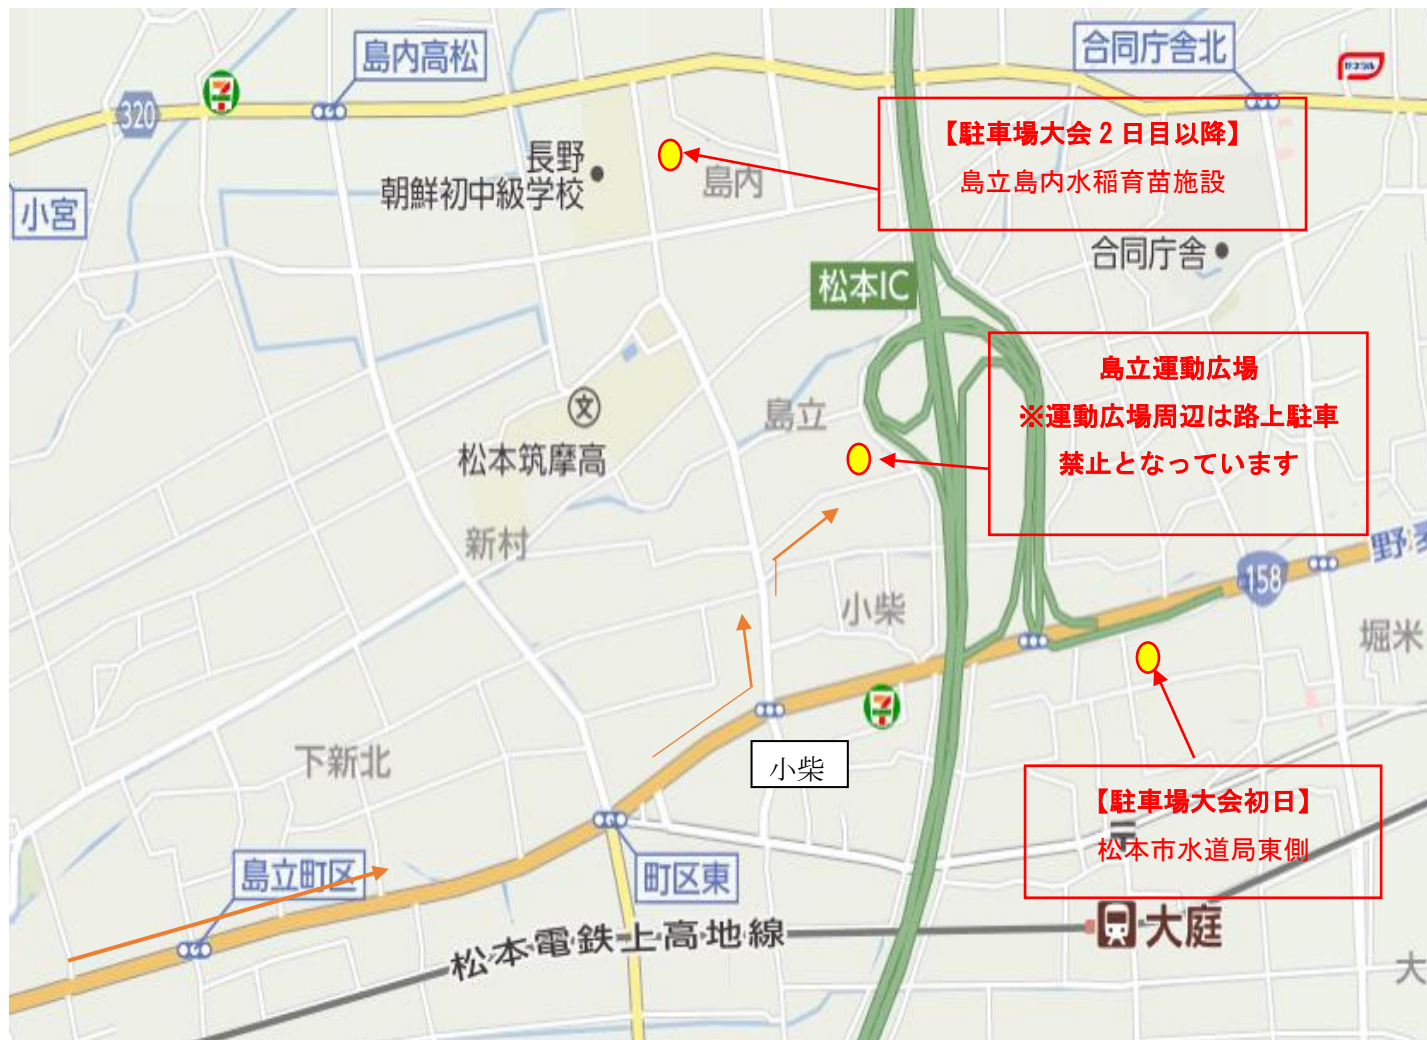 島内高松
合同庁舎北
320
【駐車場大会2日目以降】
島立島内水稲育苗施設
長野
朝鮮初中級学校
島内
小宮
合同庁舎
松本IC
島立運動広場
※運動広場周辺は路上駐車
禁止となっています
島立
松本筑摩高
新村
野麦
158
小柴
堀米
小柴
下新北
【駐車場大会初日】
松本市水道局東側
島立町区
町区東
松本電鉄上高地線
大庭
大